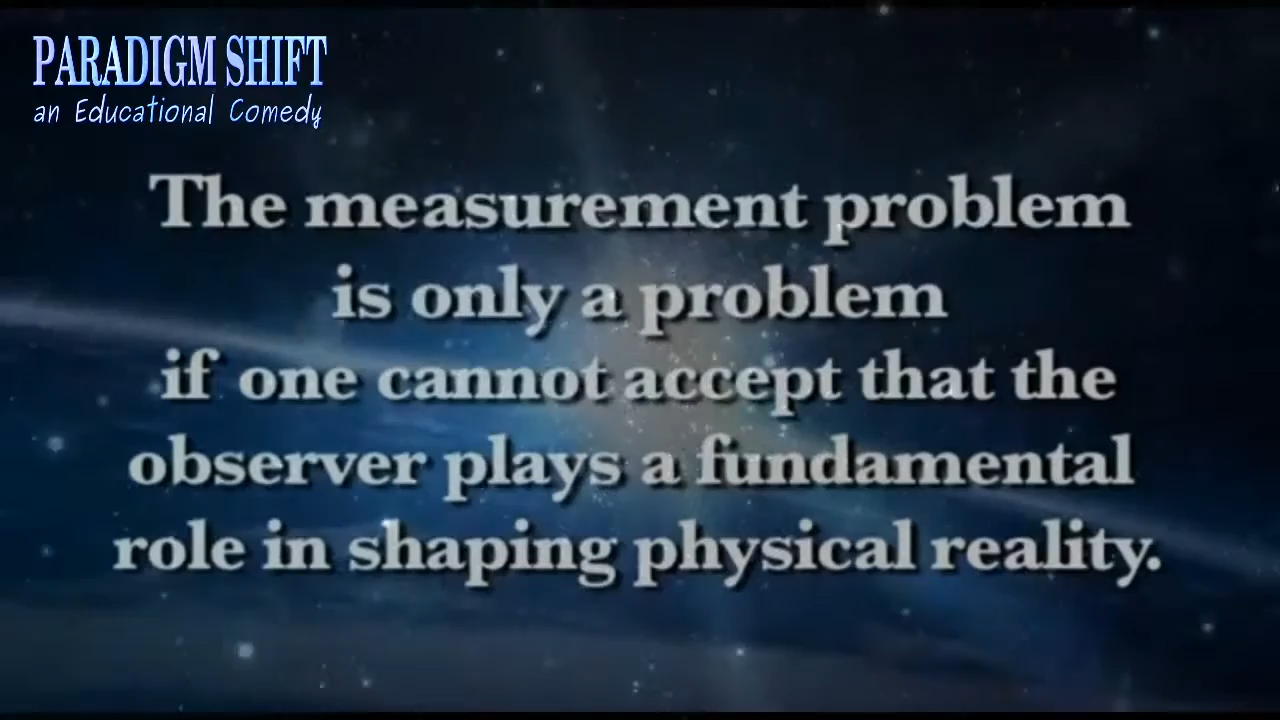 PARADIGM SHIFT
an Educational Comedy
The measurement problem
is only a problem
if one cannot accept that the
observer plays a fundamental
role in shaping physical reality.